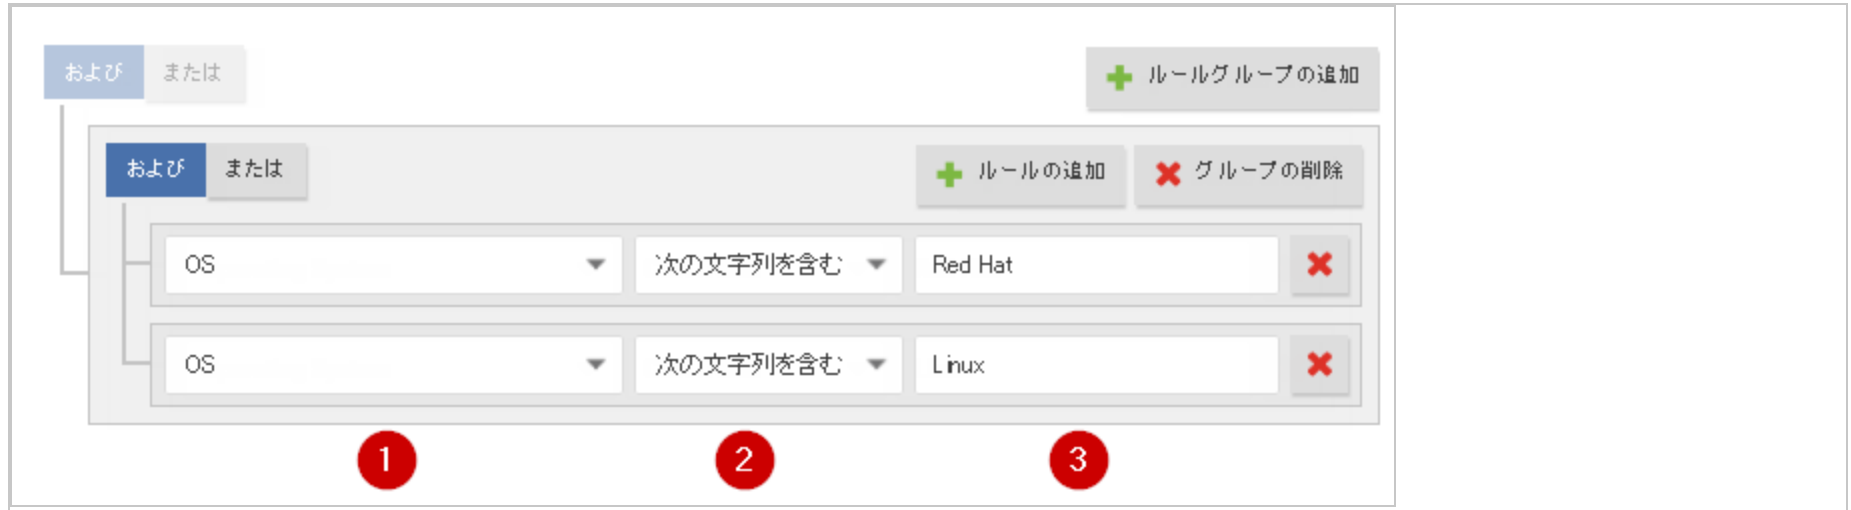 および または ルールグループの追加
および または ルールの追加 グループの削除
OS 次の文字列を含む Red Hat
OS 次の文字列を含む Linux
1 2 3